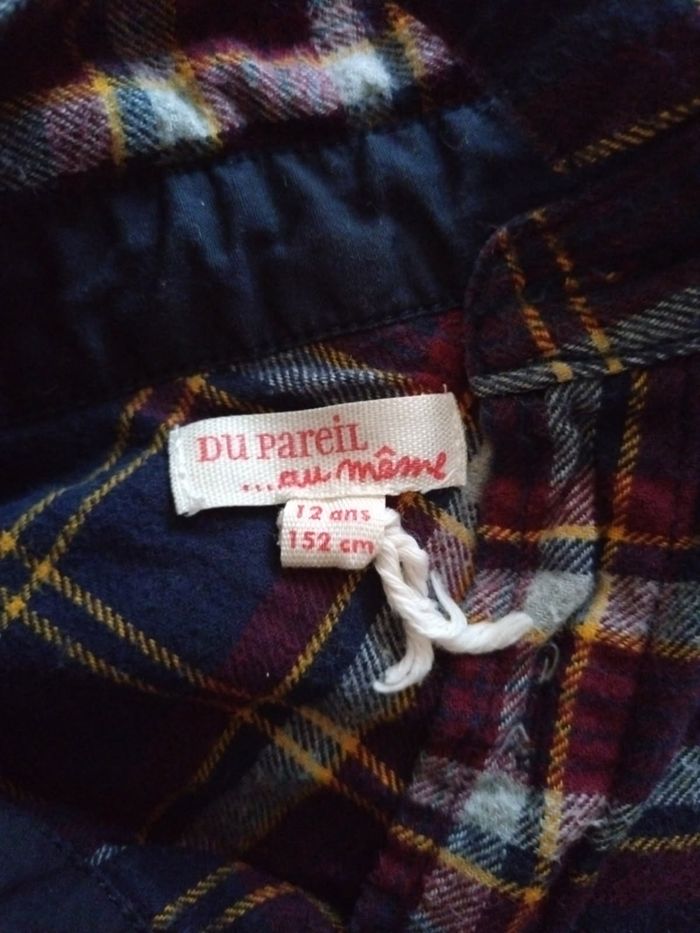 DU PAREIL
...au même
12 ans
152 cm